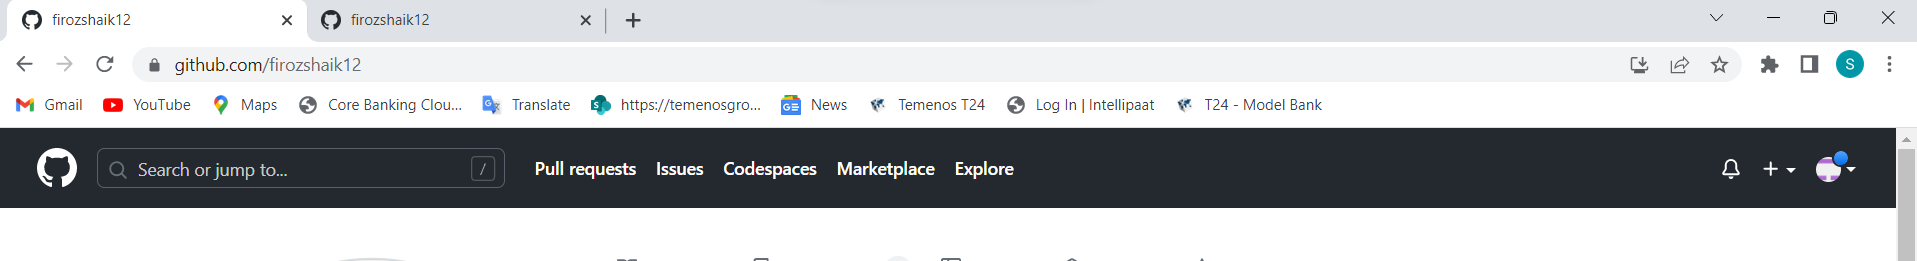 firozshaik12 firozshaik12
github.com/firozshaik12 S
Gmail YouTube Maps Core Banking Clou... Translate https://temenosgro... News Temenos T24 Log In | Intellipaat T24 - Model Bank
Search or jump to... / Pull requests Issues Codespaces Marketplace Explore